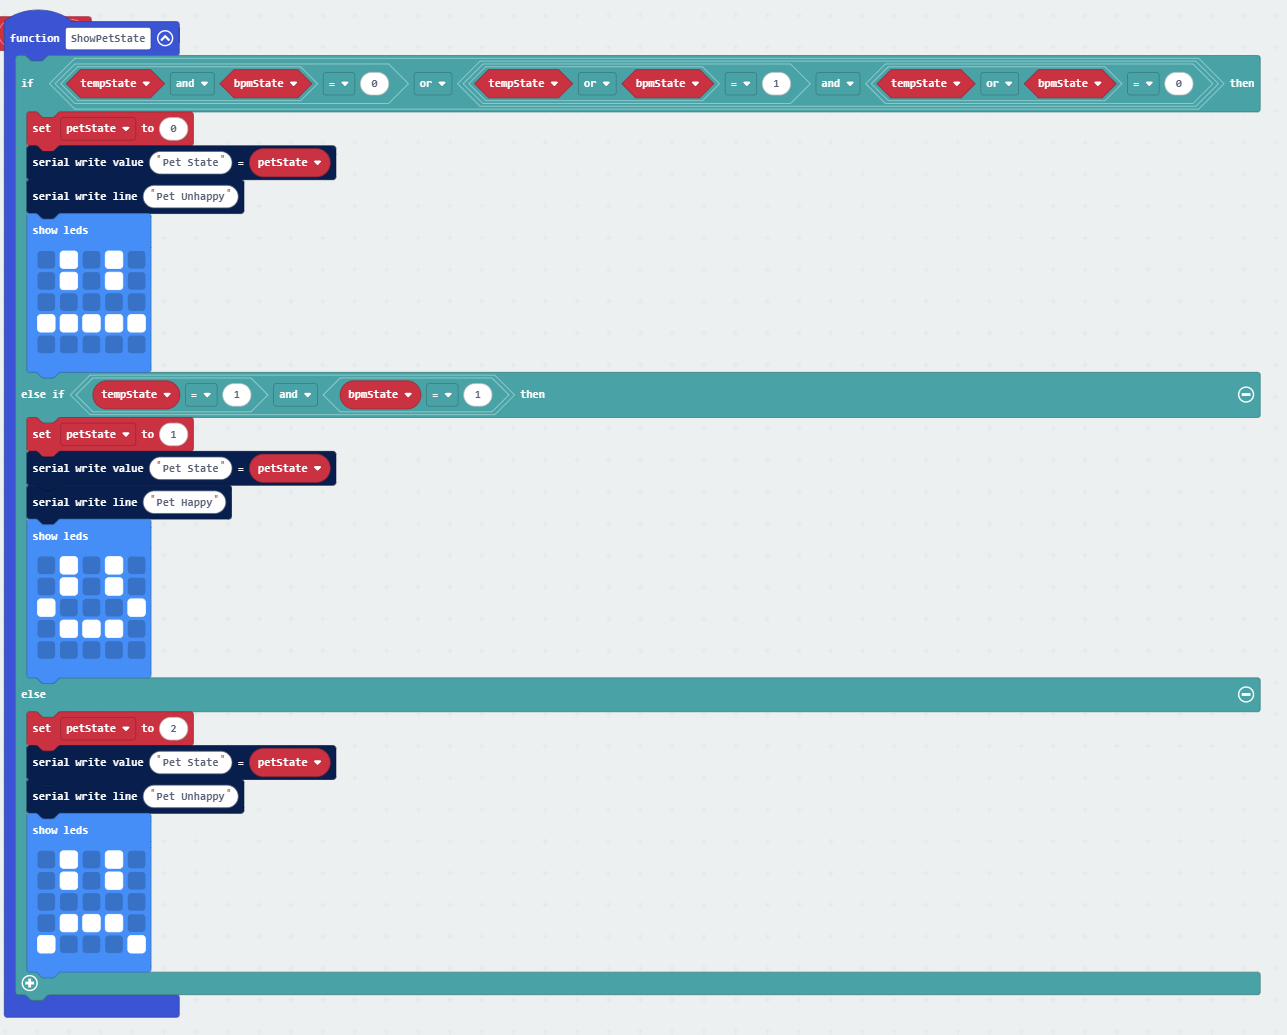 function ShowPetState
if tempState and bpmState = 0 or tempState or bpmState = 1 and tempState or bpmState = 0 then
set petState to 0
serial write value "Pet State" = petState
serial write line "Pet Unhappy"
show leds
else if tempState = 1 and bpmState = 1 then
set petState to 1
serial write value "Pet State" = petState
serial write line "Pet Happy"
show leds
else
set petState to 2
serial write value "Pet State" = petState
serial write line "Pet Unhappy"
show leds